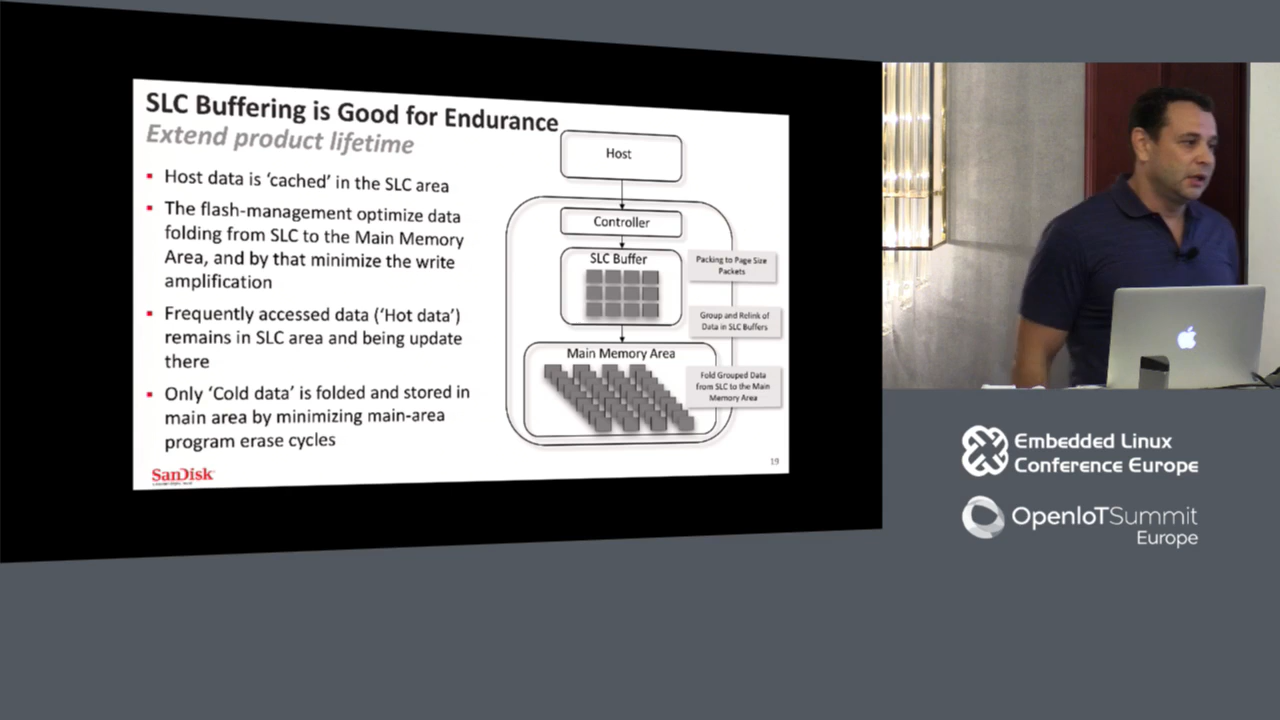 SLC Buffering is Good for Endurance
Extend product lifetime
Host data is ‘cached’ in the SLC area
The flash-management optimize data
folding from SLC to the Main Memory
Area, and by that minimize the write
amplification
Frequently accessed data (‘Hot data’)
remains in SLC area and being update
there
Only ‘Cold data’ is folded and stored in
main area by minimizing main-area
program erase cycles
Host
Controller
SLC Buffer
Main Memory Area
Packing to Page Size
Packets
Group and Relink of
Data in SLC Buffers
Fold Grouped Data
from SLC to the Main
Memory Area
SanDisk
19
Embedded Linux
Conference Europe
OpenIoTSummit
Europe